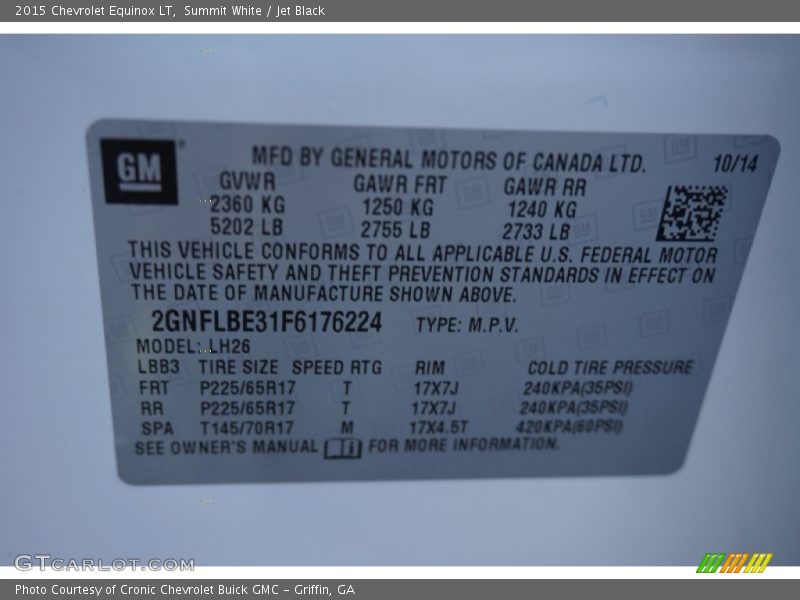 2015 Chevrolet Equinox LT, Summit White / Jet Black
GM
MFD BY GENERAL MOTORS OF CANADA LTD. 10/14
GVWR GAWR FRT GAWR RR
2360 KG 1250 KG 1240 KG
5202 LB 2755 LB 2733 LB
THIS VEHICLE CONFORMS TO ALL APPLICABLE U.S. FEDERAL MOTOR
VEHICLE SAFETY AND THEFT PREVENTION STANDARDS IN EFFECT ON
THE DATE OF MANUFACTURE SHOWN ABOVE.
2GNFLBE31F6176224 TYPE: M.P.V.
MODEL: LH26
LBB3 TIRE SIZE SPEED RTG RIM COLD TIRE PRESSURE
FRT P225/65R17 T 17X7J 240KPA(35PSI)
RR P225/65R17 T 17X7J 240KPA(35PSI)
SPA T145/70R17 M 17X4.5T 420KPA(60PSI)
SEE OWNER'S MANUAL FOR MORE INFORMATION.
GTCARLOT.COM
Photo Courtesy of Cronic Chevrolet Buick GMC - Griffin, GA